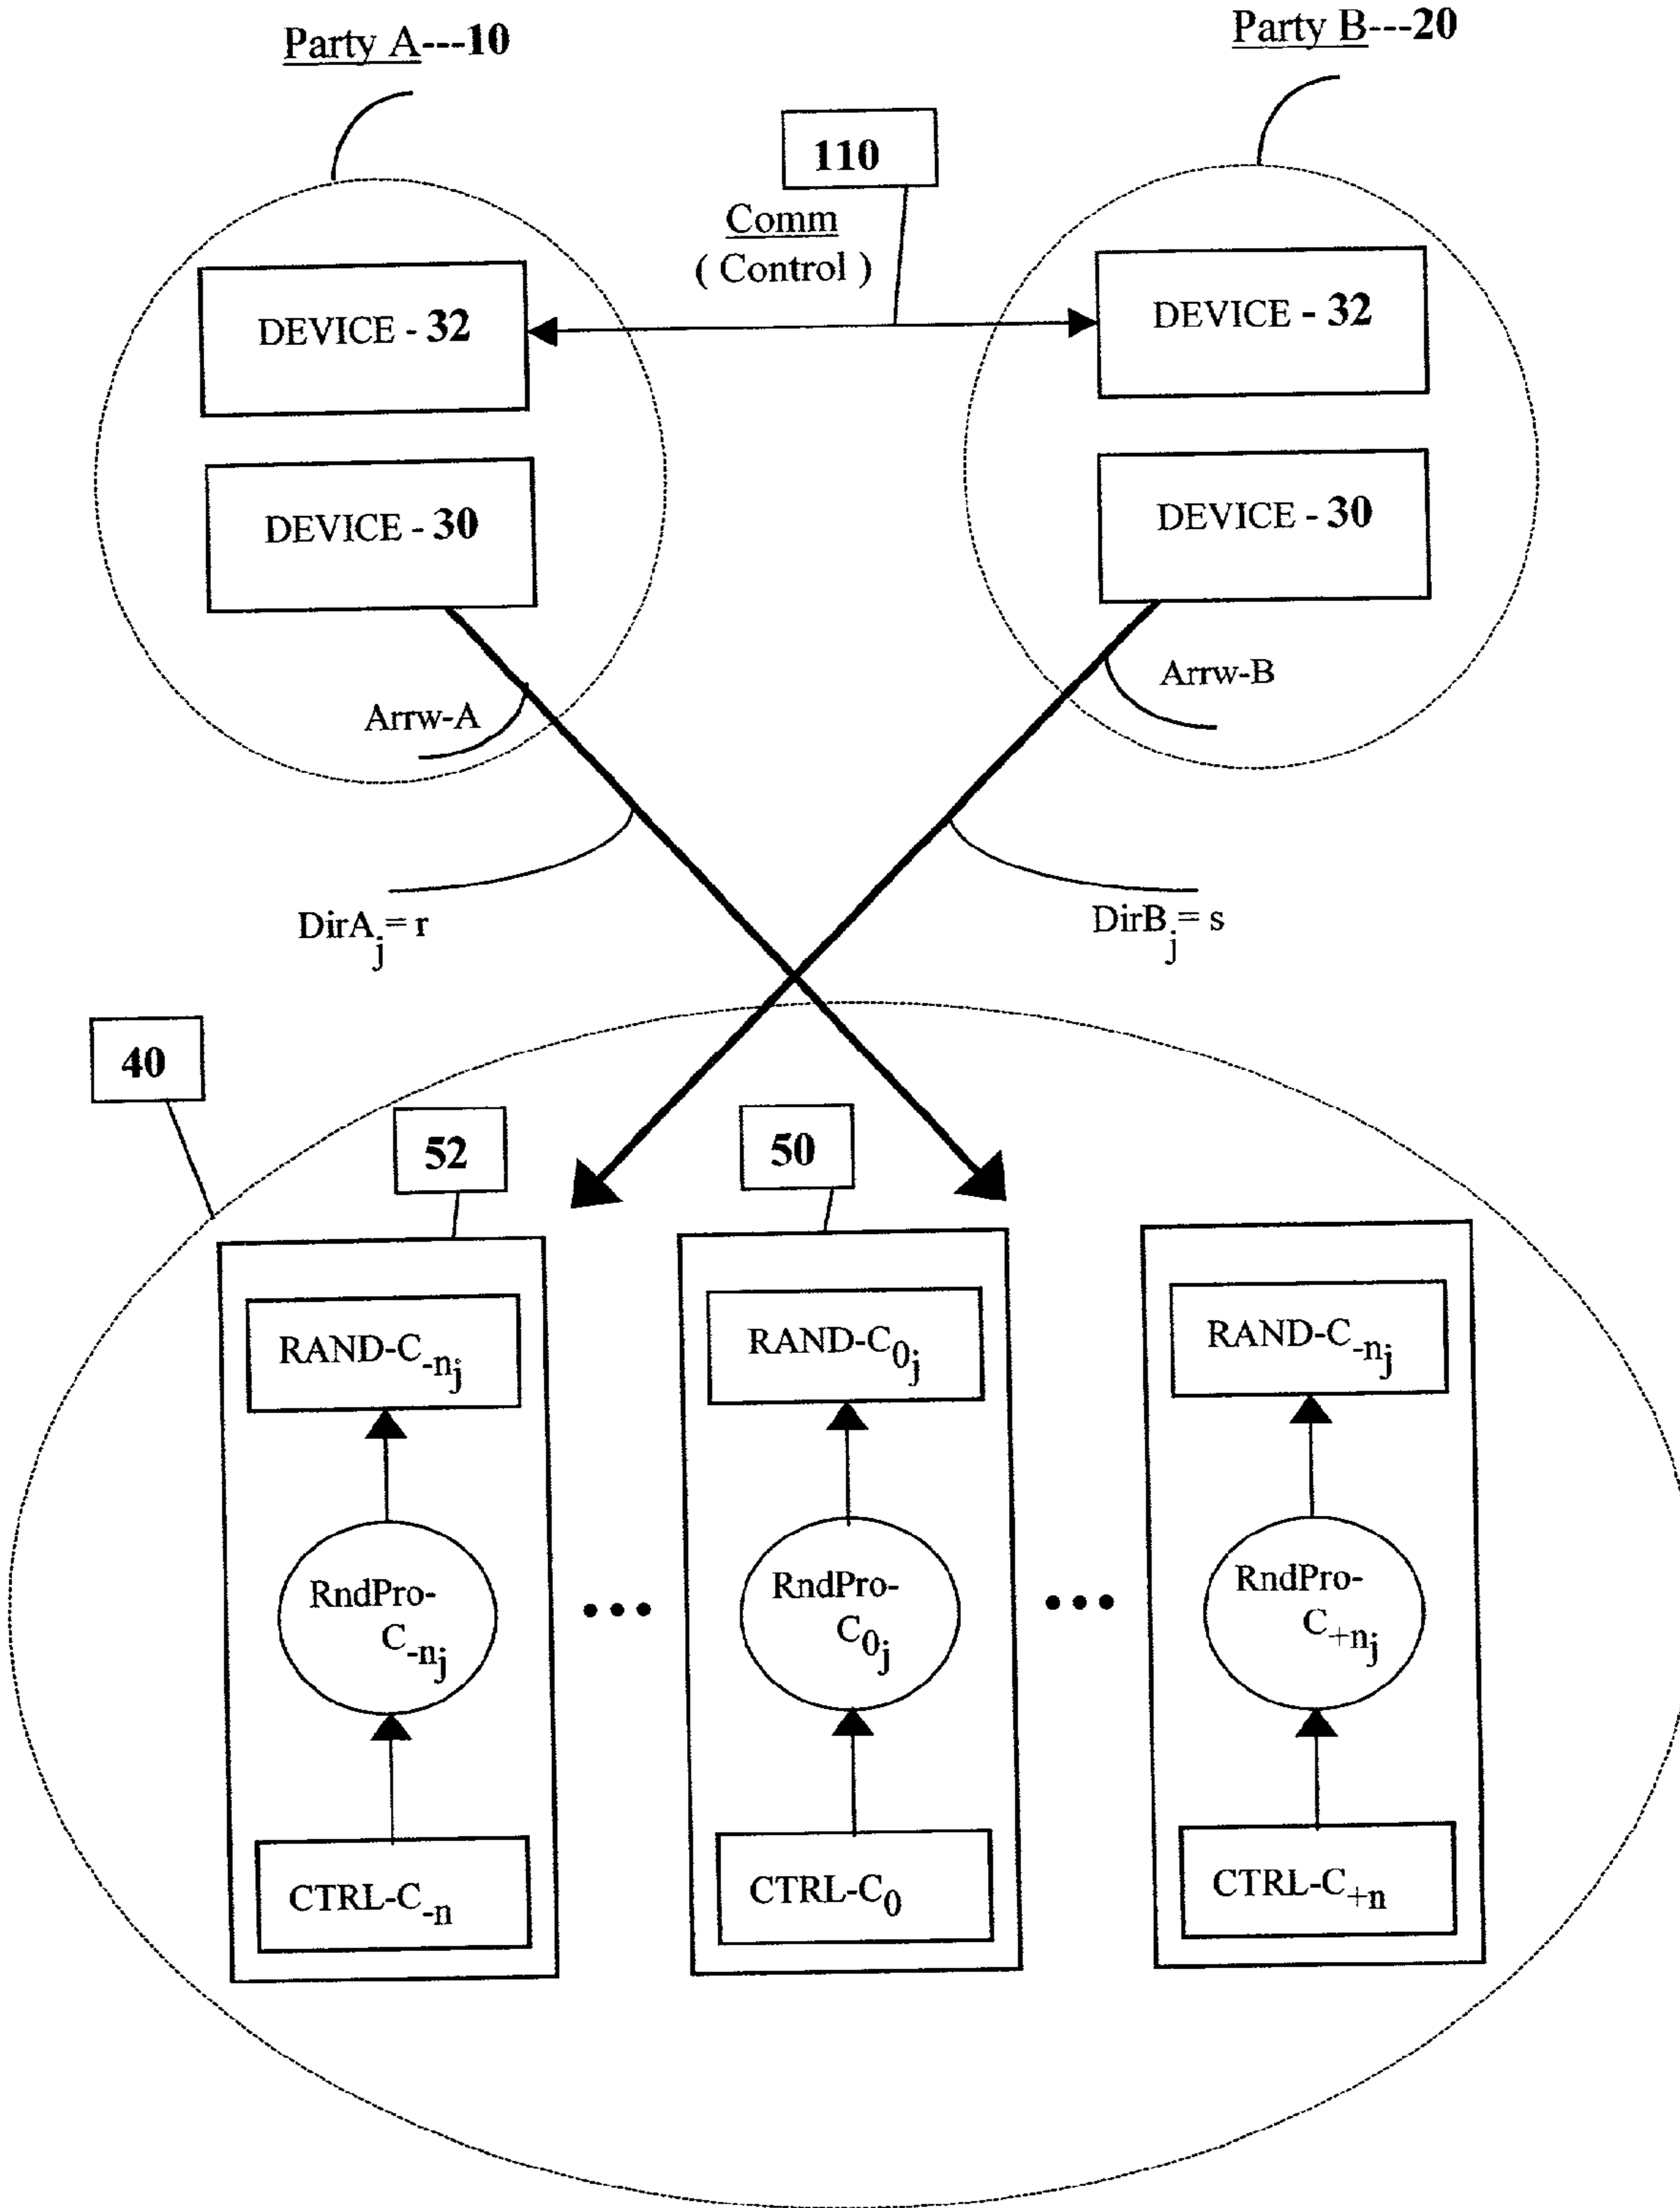 Party A---10
Party B---20
110
Comm
( Control )
DEVICE - 32
DEVICE - 32
DEVICE - 30
DEVICE - 30
Arrw-A
Arrw-B
DirA_j = r
DirB_j = s
40
52
50
RAND-C_-n_j
RAND-C_0_j
RAND-C_-n_j
RndPro-
C_-n_j
RndPro-
C_0_j
RndPro-
C_+n_j
CTRL-C_-n
CTRL-C_0
CTRL-C_+n